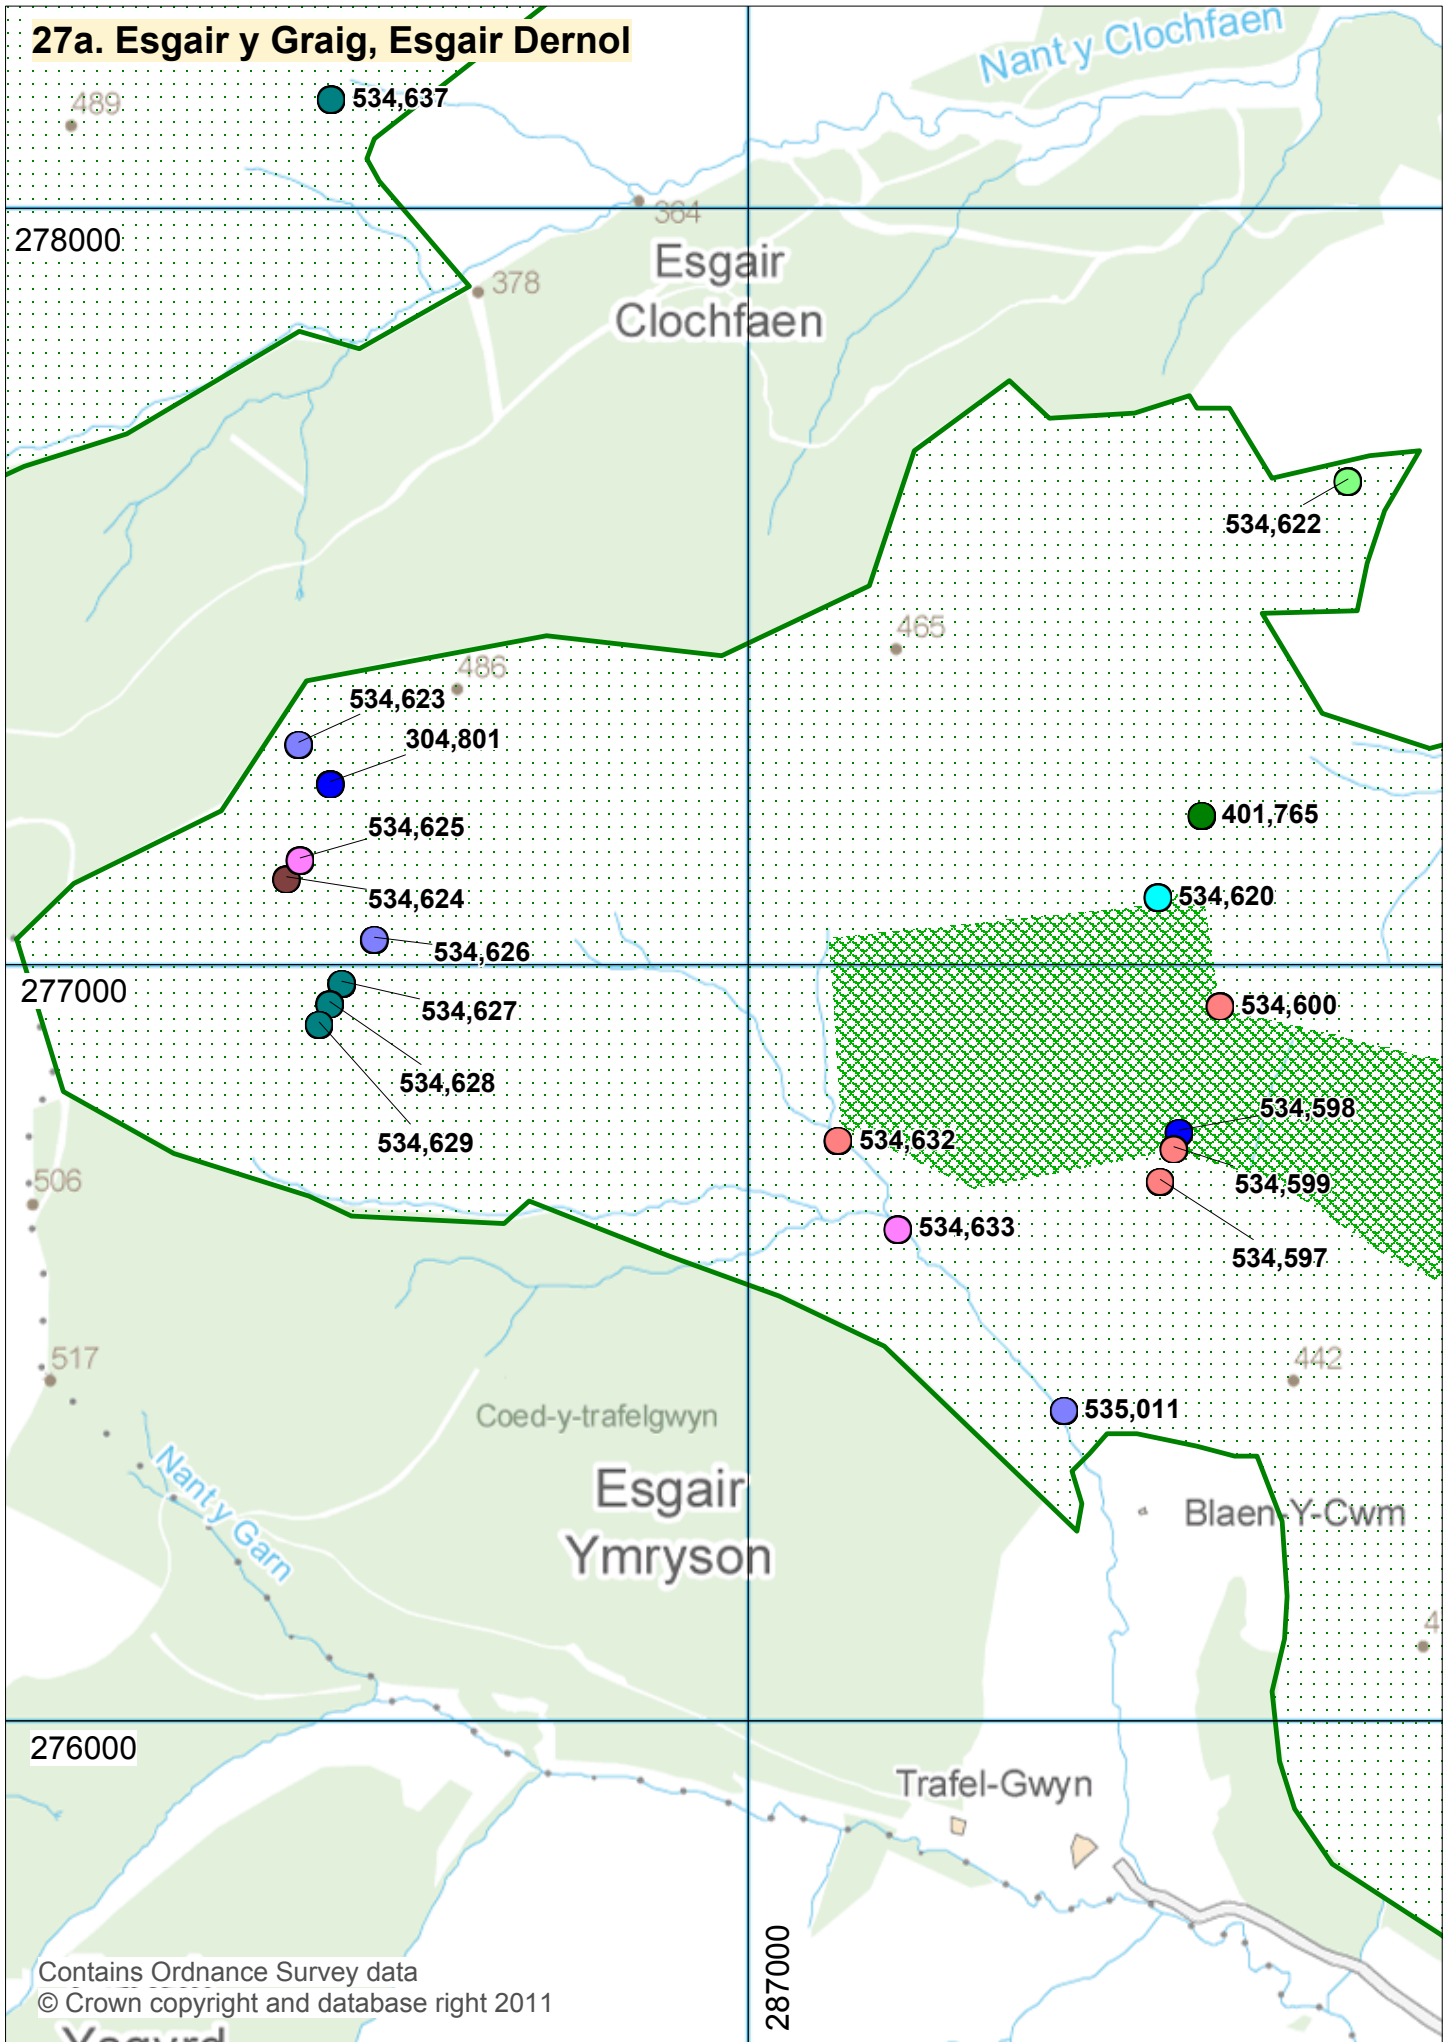 27a. Esgair y Graig, Esgair Dernol
Nant y Clochfaen
489
534,637
364
278000
Esgair
Clochfaen
378
534,622
465
486
534,623
304,801
401,765
534,625
534,624
534,620
534,626
277000
534,627
534,600
534,628
534,598
534,629
534,632
506
534,599
534,633
534,597
517
442
535,011
Coed-y-trafelgwyn
Nant y Garn
Esgair
Ymryson
Blaen-Y-Cwm
4
276000
Trafel-Gwyn
287000
Contains Ordnance Survey data
© Crown copyright and database right 2011